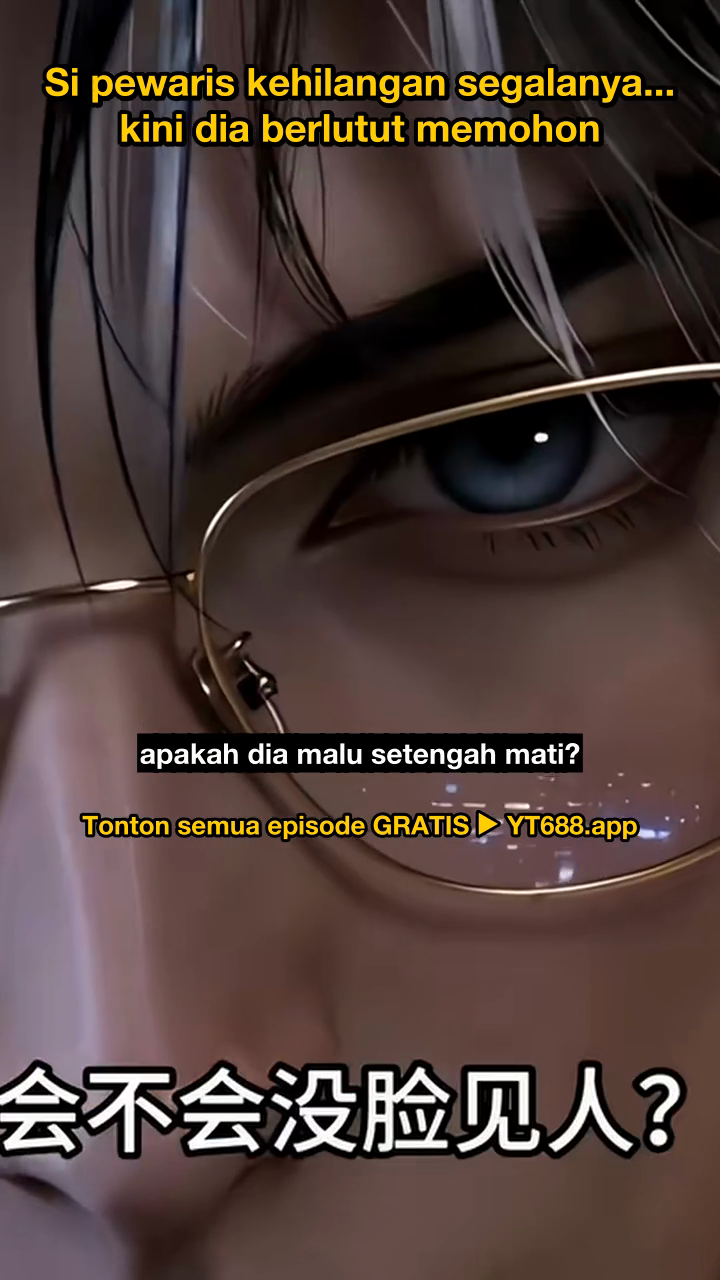 Si pewaris kehilangan segalanya...
kini dia berlutut memohon
apakah dia malu setengah mati?
Tonton semua episode GRATIS ▶ YT688.app
会不会没脸见人？